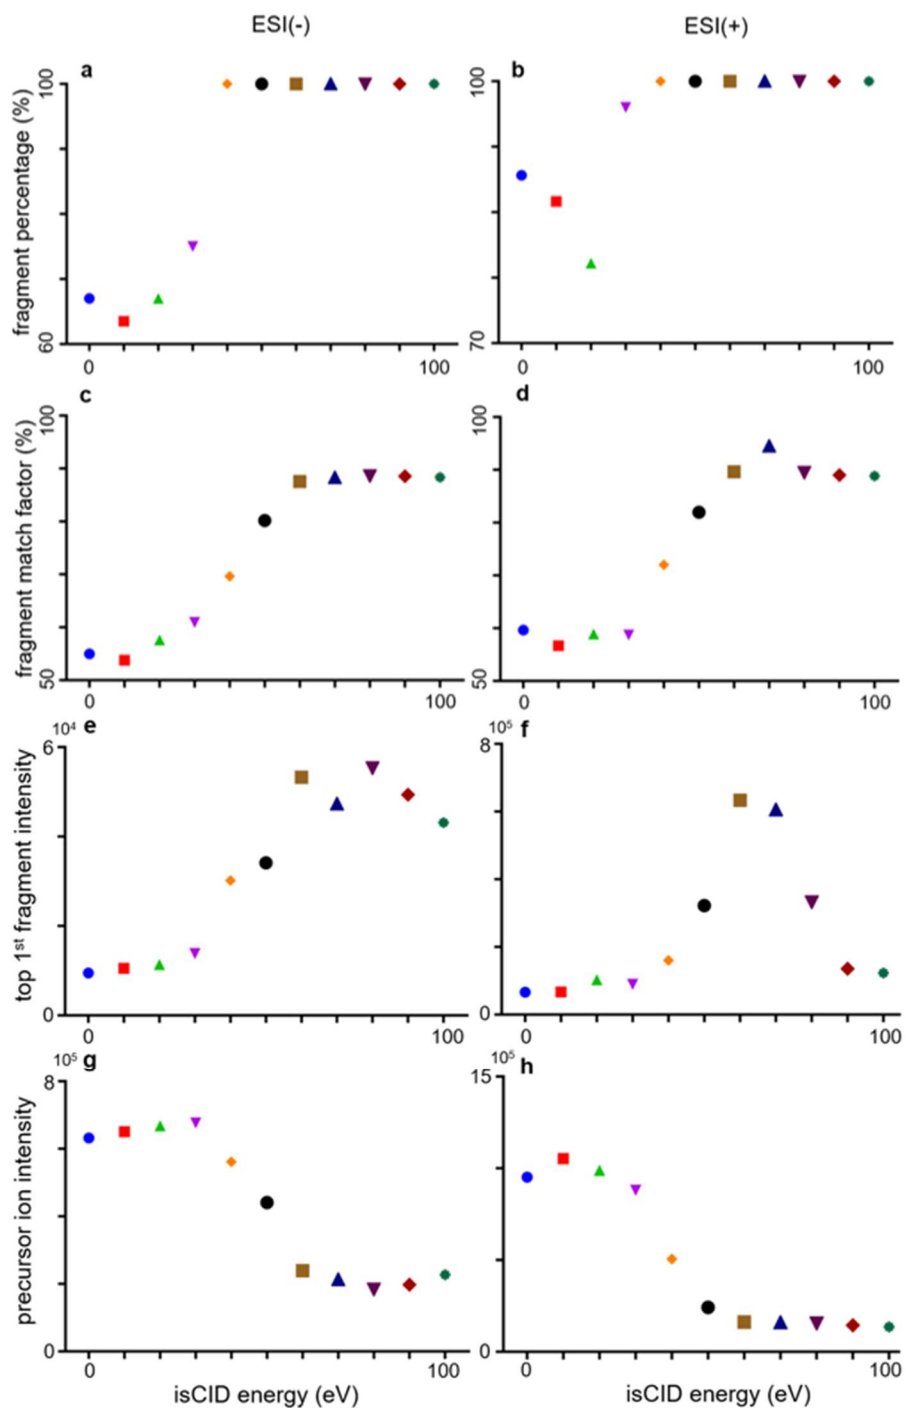 ESI(-)
ESI(+)
a
b
fragment percentage (%)
100
60
0
100
100
70
0
100
c
d
fragment match factor (%)
100
50
0
100
100
50
0
100
10⁴
e
10⁵
f
top 1ˢᵗ fragment intensity
6
0
0
100
8
0
0
100
10⁵
g
10⁵
h
precursor ion intensity
8
0
0
100
15
0
0
100
isCID energy (eV)
isCID energy (eV)